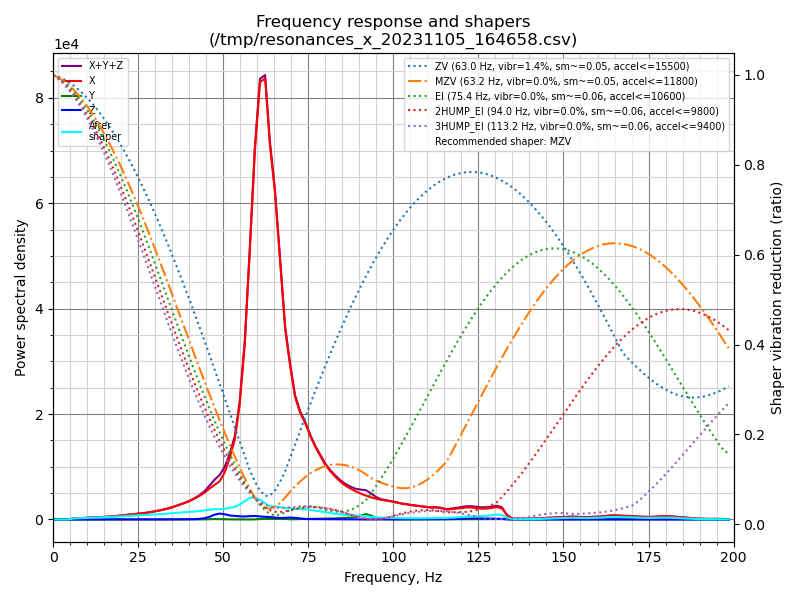 Frequency response and shapers
(/tmp/resonances_x_20231105_164658.csv)
1e4
X+Y+Z
X
Y
Z
After
shaper
ZV (63.0 Hz, vibr=1.4%, sm~=0.05, accel<=15500)
MZV (63.2 Hz, vibr=0.0%, sm~=0.05, accel<=11800)
EI (75.4 Hz, vibr=0.0%, sm~=0.06, accel<=10600)
2HUMP_EI (94.0 Hz, vibr=0.0%, sm~=0.06, accel<=9800)
3HUMP_EI (113.2 Hz, vibr=0.0%, sm~=0.06, accel<=9400)
Recommended shaper: MZV
Power spectral density
8
6
4
2
0
1.0
0.8
0.6
0.4
0.2
0.0
Shaper vibration reduction (ratio)
0 25 50 75 100 125 150 175 200
Frequency, Hz